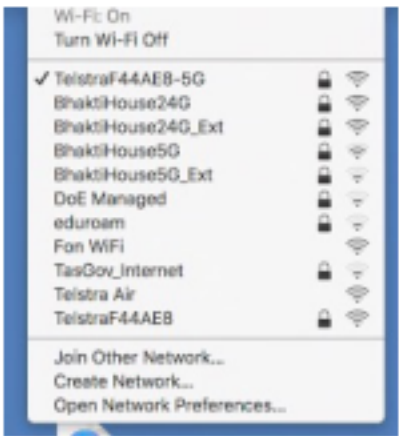 Wi-Fi: On
Turn Wi-Fi Off
✓ TelstraF44AE8-5G
BhaktiHouse24G
BhaktiHouse24G_Ext
BhaktiHouse5G
BhaktiHouse5G_Ext
DoE Managed
eduroam
Fon WiFi
TasGov_Internet
Telstra Air
TelstraF44AE8
Join Other Network...
Create Network...
Open Network Preferences...